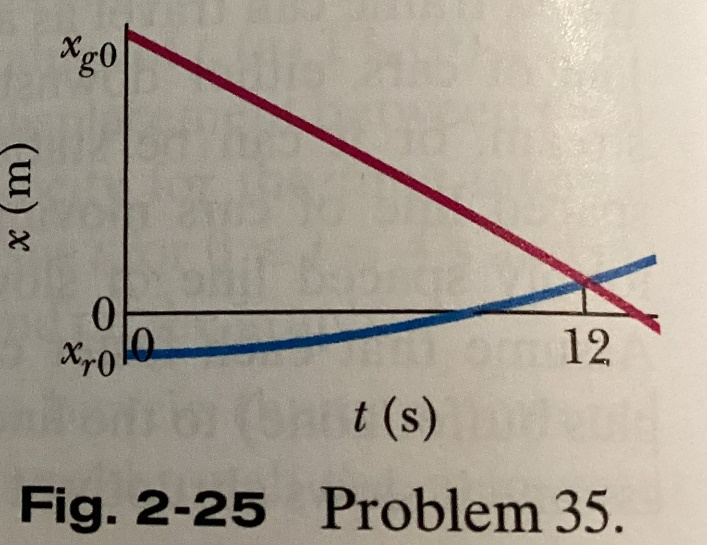 x_g0
x (m)
0
x_r0
0
12
t (s)
Fig. 2-25 Problem 35.